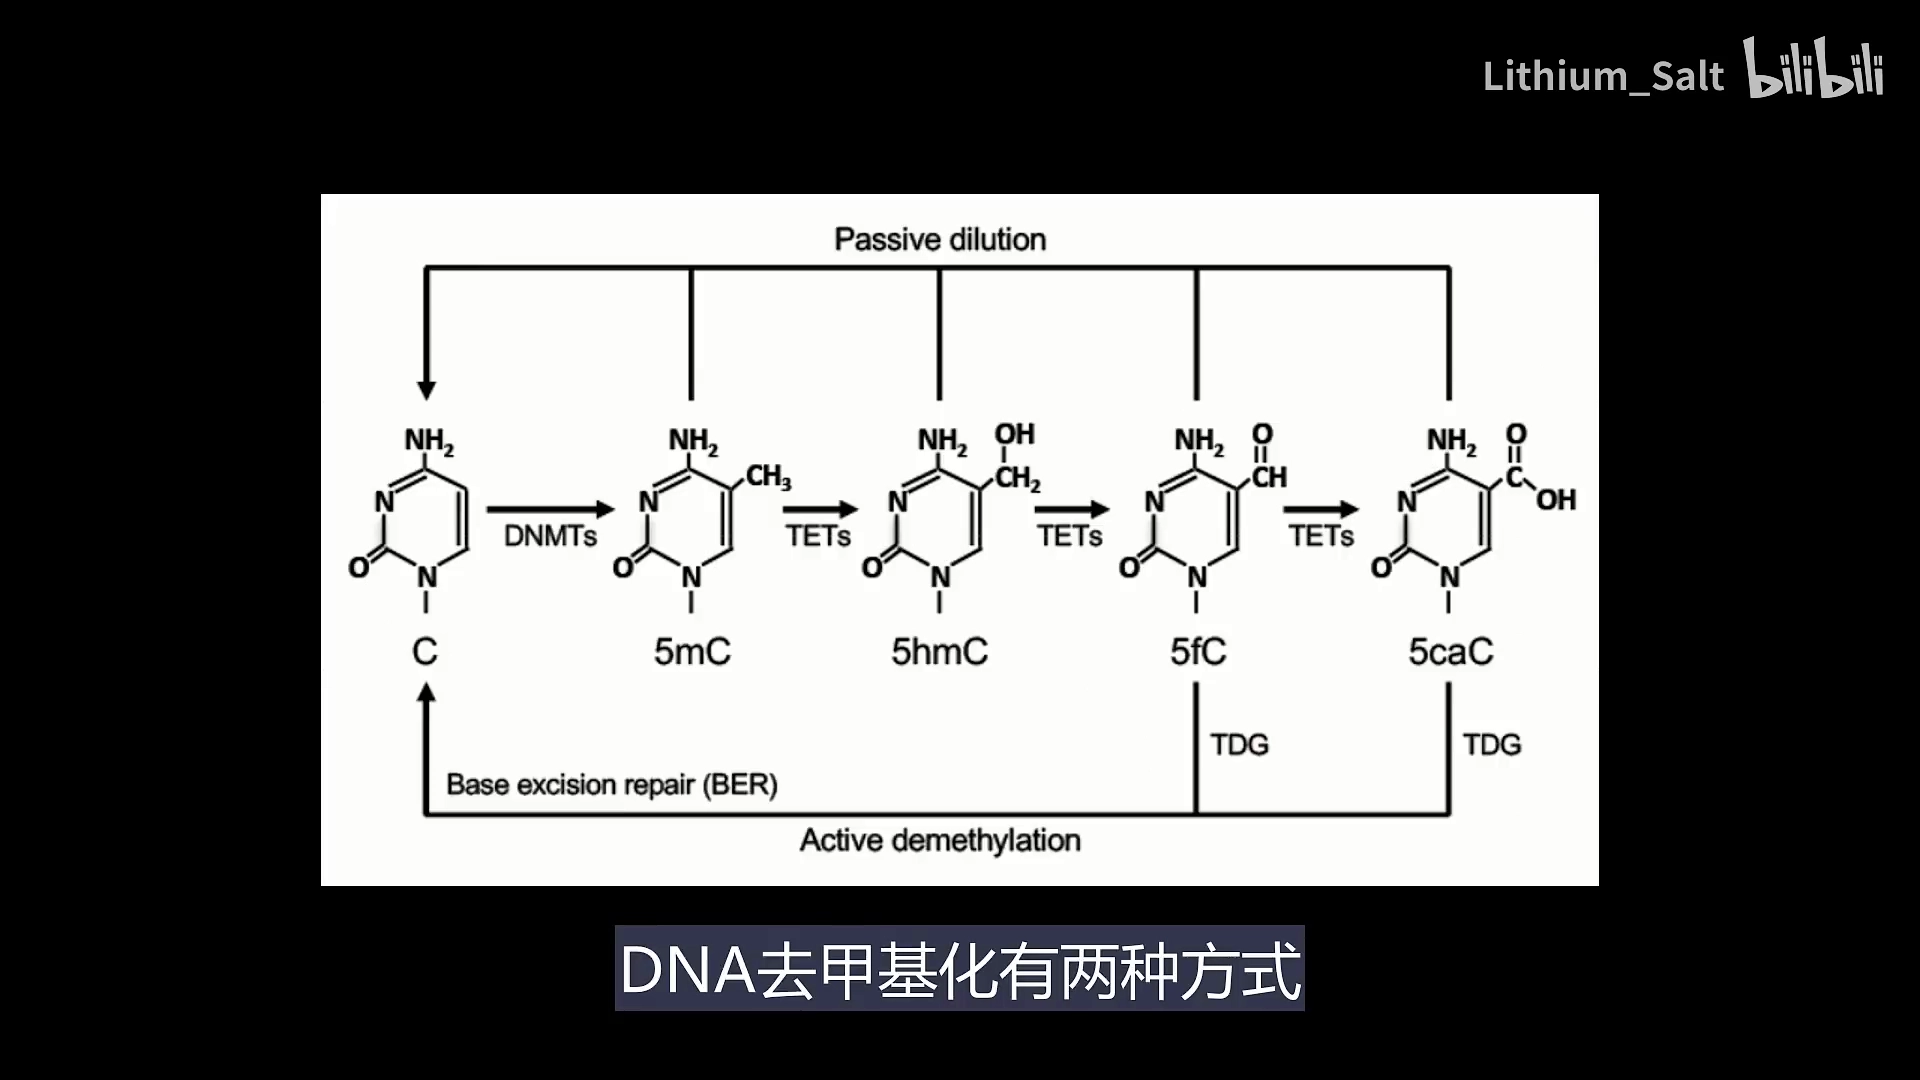 Lithium_Salt bilibili
Passive dilution
NH₂ NH₂ CH₃ NH₂ OH CH₂ NH₂ O CH NH₂ O C OH
N N N N N
DNMTs TETs TETs TETs
O N O N O N O N O N
C 5mC 5hmC 5fC 5caC
TDG TDG
Base excision repair (BER)
Active demethylation
DNA去甲基化有两种方式